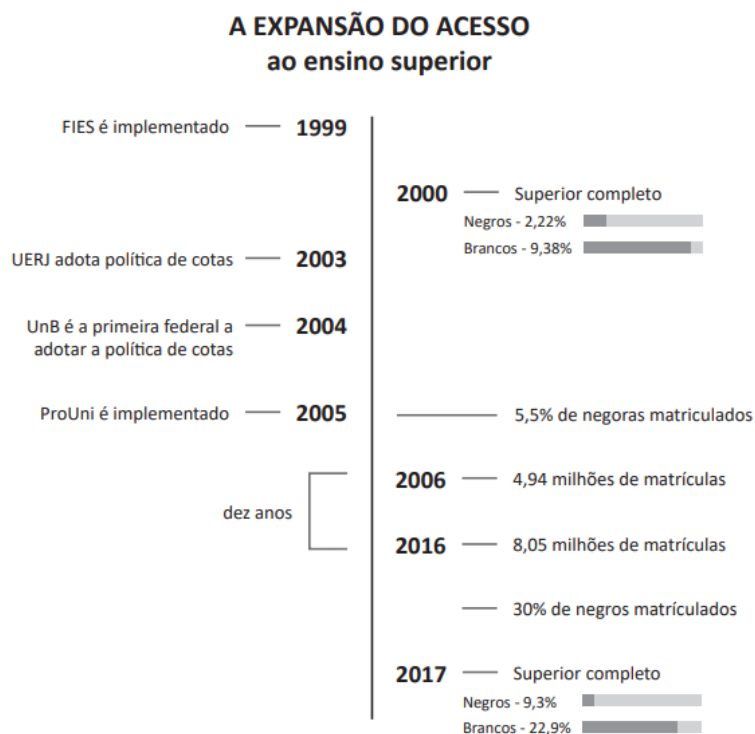 A EXPANSÃO DO ACESSO
ao ensino superior
FIES é implementado
1999
2000
Superior completo
Negros - 2,22%
Brancos - 9,38%
UERJ adota política de cotas
2003
UnB é a primeira federal a
adotar a política de cotas
2004
ProUni é implementado
2005
5,5% de negoras matriculados
dez anos
2006
4,94 milhões de matrículas
2016
8,05 milhões de matrículas
30% de negros matrículados
2017
Superior completo
Negros - 9,3%
Brancos - 22,9%